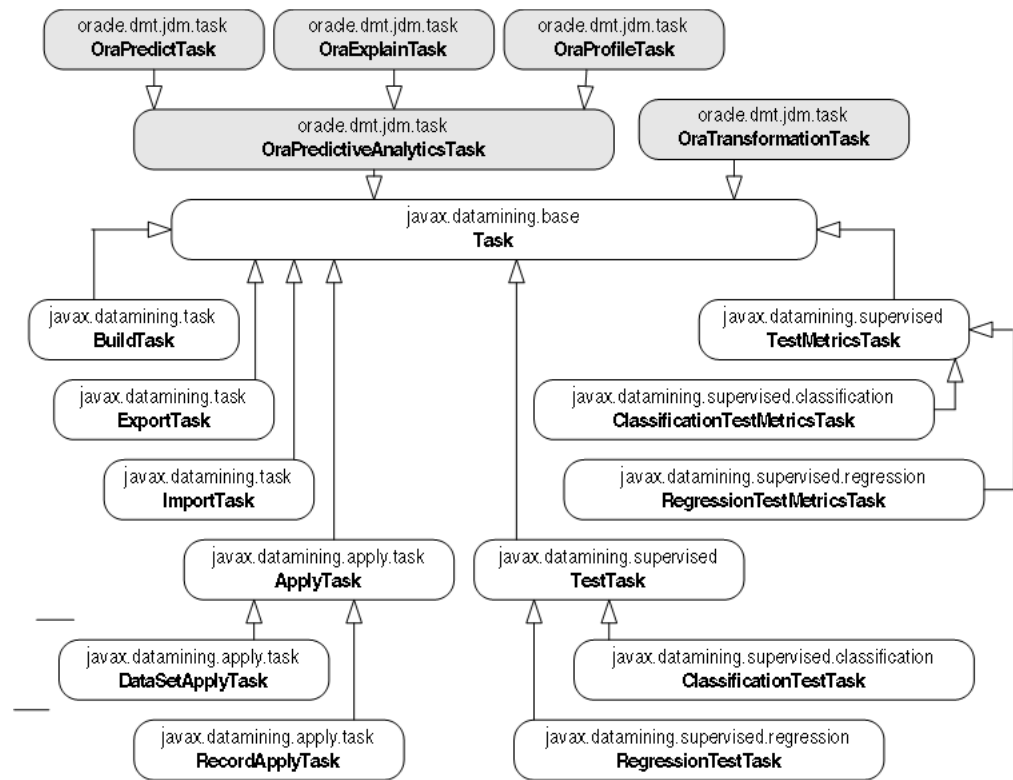 oracle.dmt.jdm.task
OraPredictTask
oracle.dmt.jdm.task
OraExplainTask
oracle.dmt.jdm.task
OraProfileTask
oracle.dmt.jdm.task
OraPredictiveAnalyticsTask
oracle.dmt.jdm.task
OraTransformationTask
javax.datamining.base
Task
javax.datamining.task
BuildTask
javax.datamining.supervised
TestMetricsTask
javax.datamining.task
ExportTask
javax.datamining.supervised.classification
ClassificationTestMetricsTask
javax.datamining.task
ImportTask
javax.datamining.supervised.regression
RegressionTestMetricsTask
javax.datamining.apply.task
ApplyTask
javax.datamining.supervised
TestTask
javax.datamining.apply.task
DataSetApplyTask
javax.datamining.supervised.classification
ClassificationTestTask
javax.datamining.apply.task
RecordApplyTask
javax.datamining.supervised.regression
RegressionTestTask